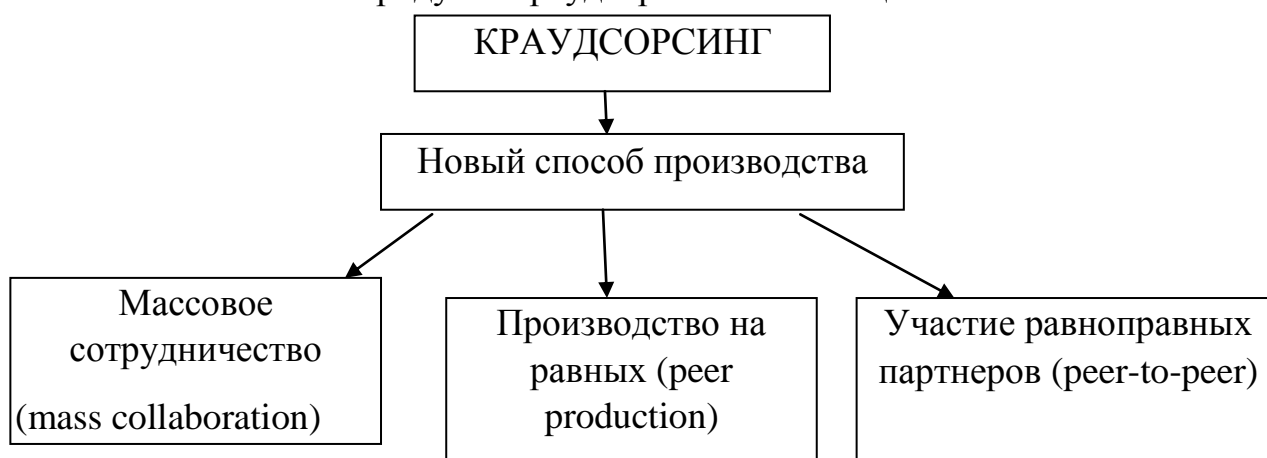 КРАУДСОРСИНГ
Новый способ производства
Массовое
сотрудничество
(mass collaboration)
Производство на
равных (peer
production)
Участие равноправных
партнеров (peer-to-peer)